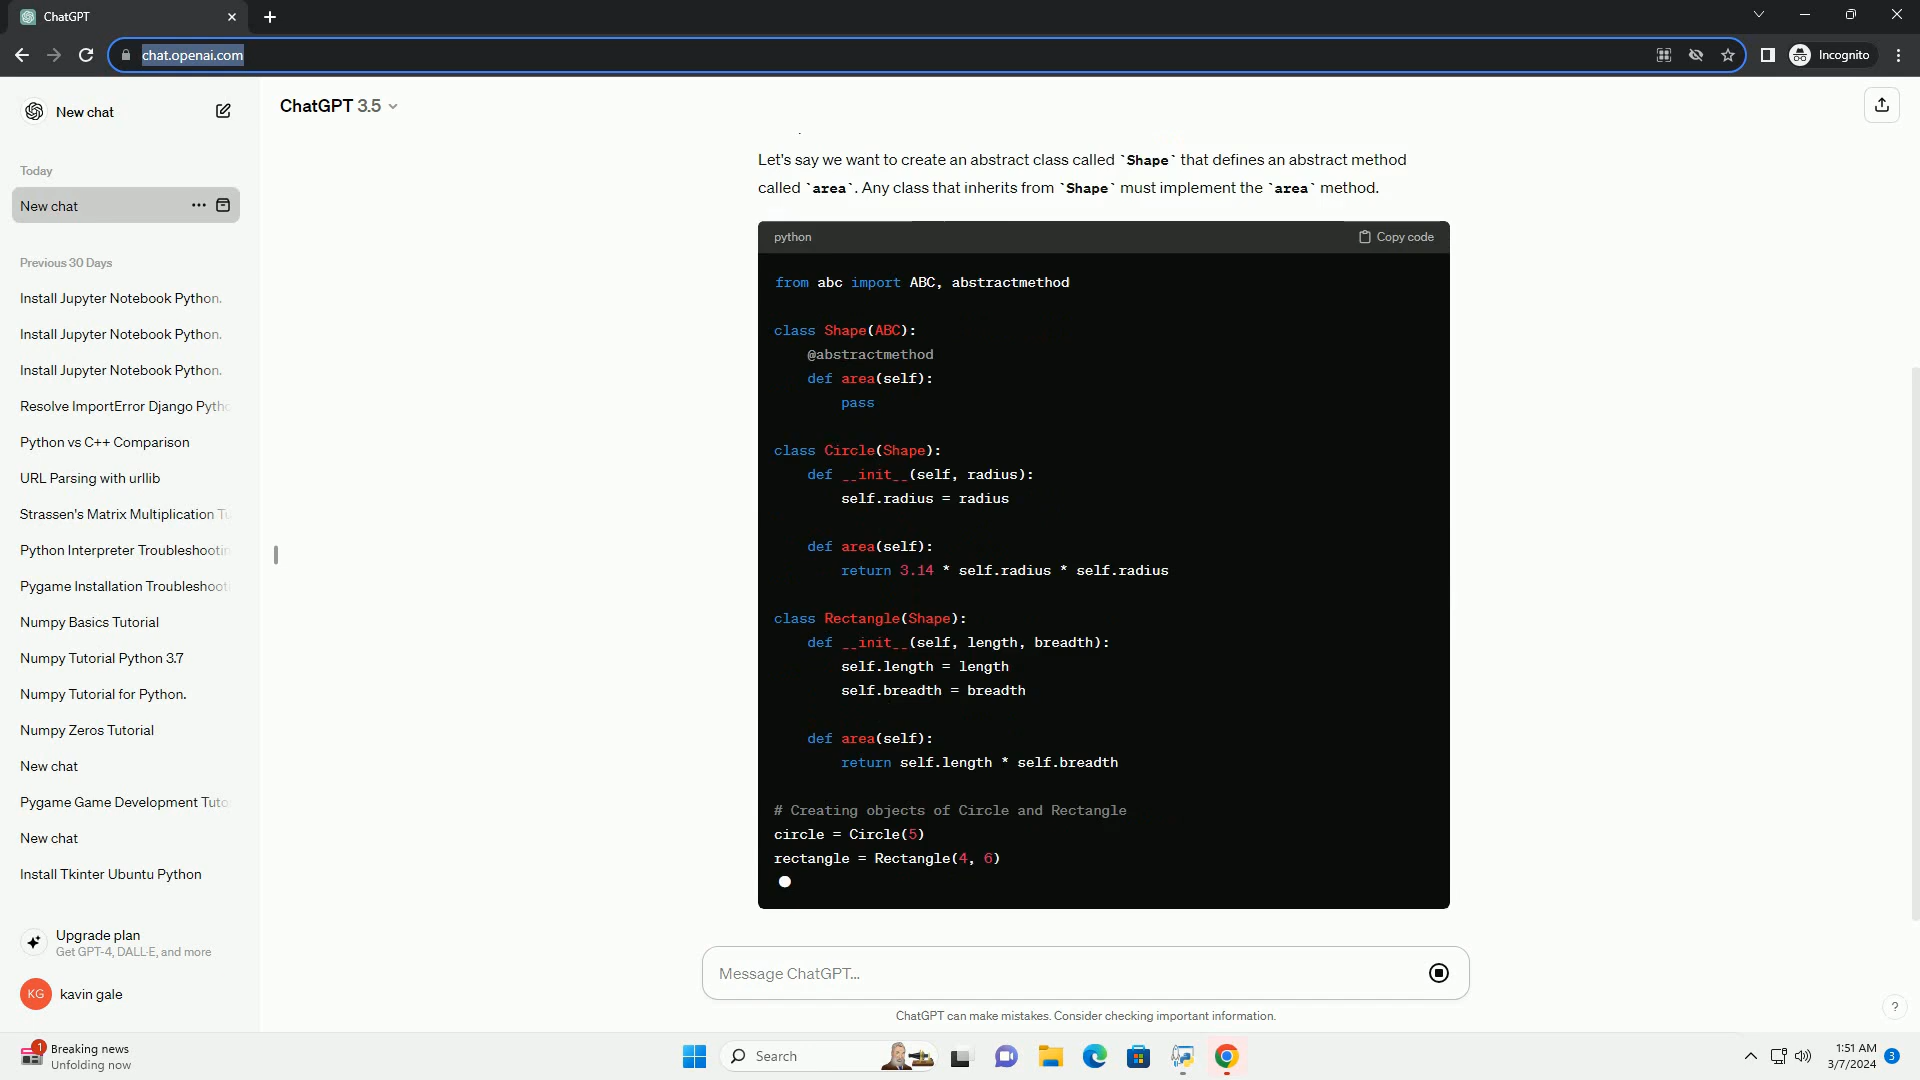 ChatGPT
chat.openai.com
Incognito
New chat
ChatGPT 3.5
Today
New chat
Previous 30 Days
Install Jupyter Notebook Python.
Install Jupyter Notebook Python.
Install Jupyter Notebook Python.
Resolve ImportError Django Pytho
Python vs C++ Comparison
URL Parsing with urllib
Strassen's Matrix Multiplication Tu
Python Interpreter Troubleshootin
Pygame Installation Troubleshooti
Numpy Basics Tutorial
Numpy Tutorial Python 3.7
Numpy Tutorial for Python.
Numpy Zeros Tutorial
New chat
Pygame Game Development Tuto
New chat
Install Tkinter Ubuntu Python
Upgrade plan
Get GPT-4, DALL·E, and more
KG kavin gale
Let's say we want to create an abstract class called `Shape` that defines an abstract method
called `area`. Any class that inherits from `Shape` must implement the `area` method.
python
Copy code
from abc import ABC, abstractmethod
class Shape(ABC):
@abstractmethod
def area(self):
pass
class Circle(Shape):
def __init__(self, radius):
self.radius = radius
def area(self):
return 3.14 * self.radius * self.radius
class Rectangle(Shape):
def __init__(self, length, breadth):
self.length = length
self.breadth = breadth
def area(self):
return self.length * self.breadth
# Creating objects of Circle and Rectangle
circle = Circle(5)
rectangle = Rectangle(4, 6)
Message ChatGPT...
ChatGPT can make mistakes. Consider checking important information.
?
1
Breaking news
Unfolding now
Search
1:51 AM
3/7/2024
3